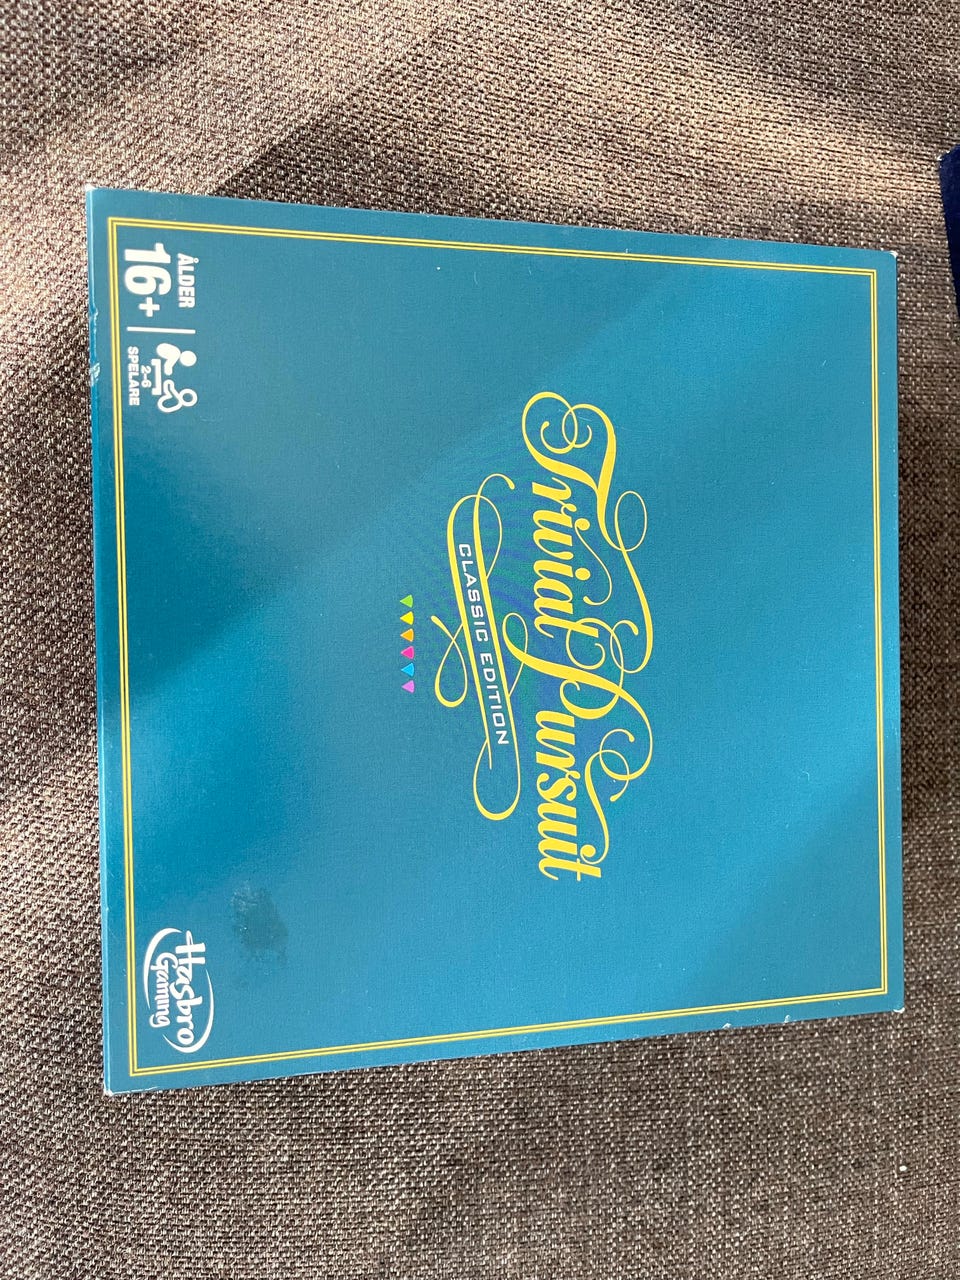 Trivial Pursuit
CLASSIC EDITION
ÅLDER
16+
2-6
SPELARE
Hasbro
Gaming